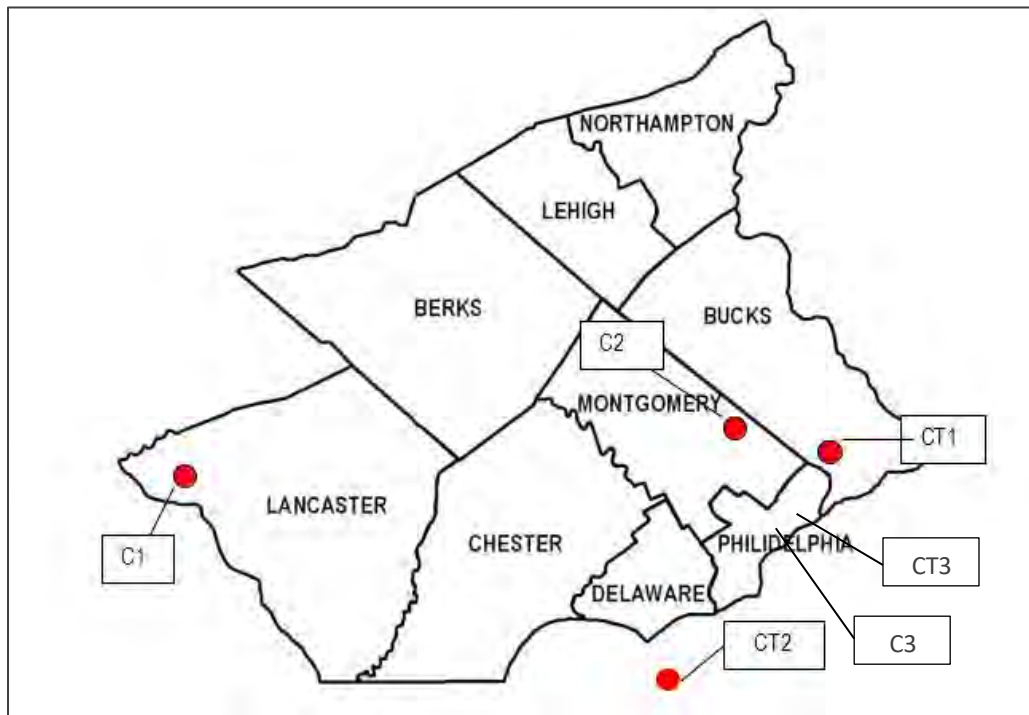 NORTHAMPTON
LEHIGH
BERKS
BUCKS
C2
MONTGOMERY
CT1
LANCASTER
C1
CHESTER
PHILIDELPHIA
CT3
DELAWARE
C3
CT2